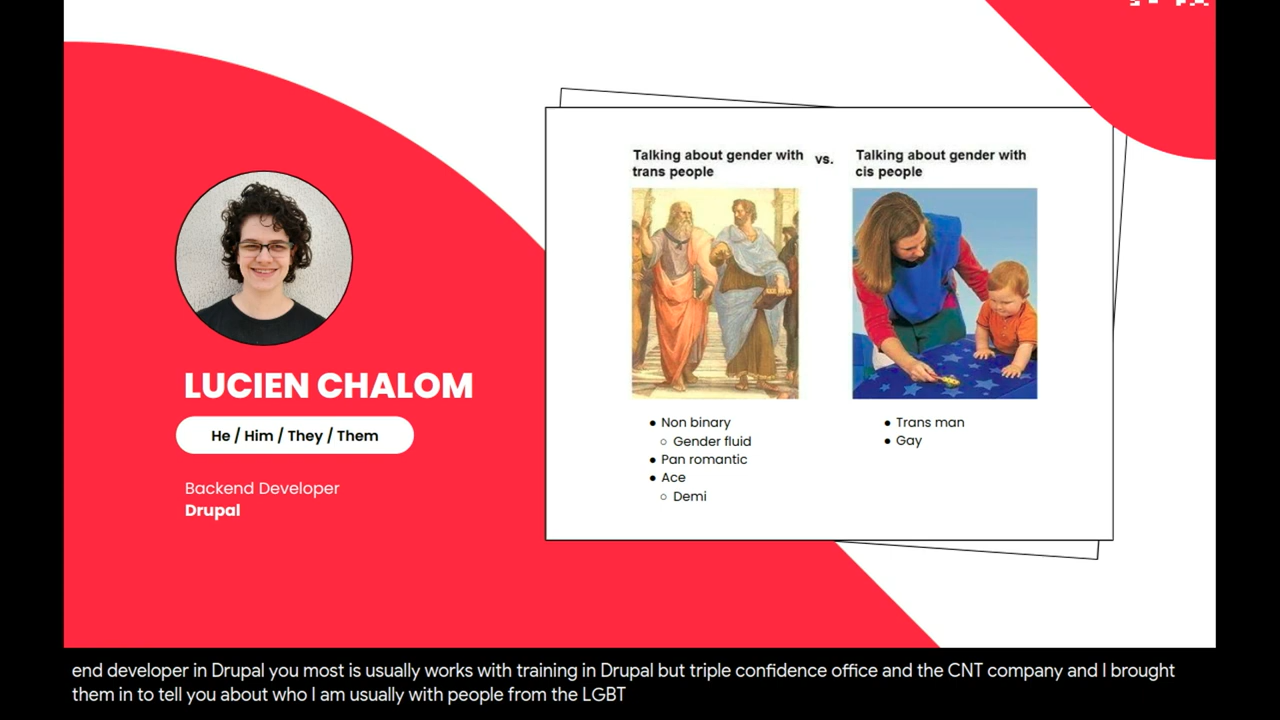 LUCIEN CHALOM
He / Him / They / Them
Backend Developer
Drupal
Talking about gender with
trans people
vs.
Talking about gender with
cis people
● Non binary
○ Gender fluid
● Pan romantic
● Ace
○ Demi
● Trans man
● Gay
end developer in Drupal you most is usually works with training in Drupal but triple confidence office and the CNT company and I brought
them in to tell you about who I am usually with people from the LGBT